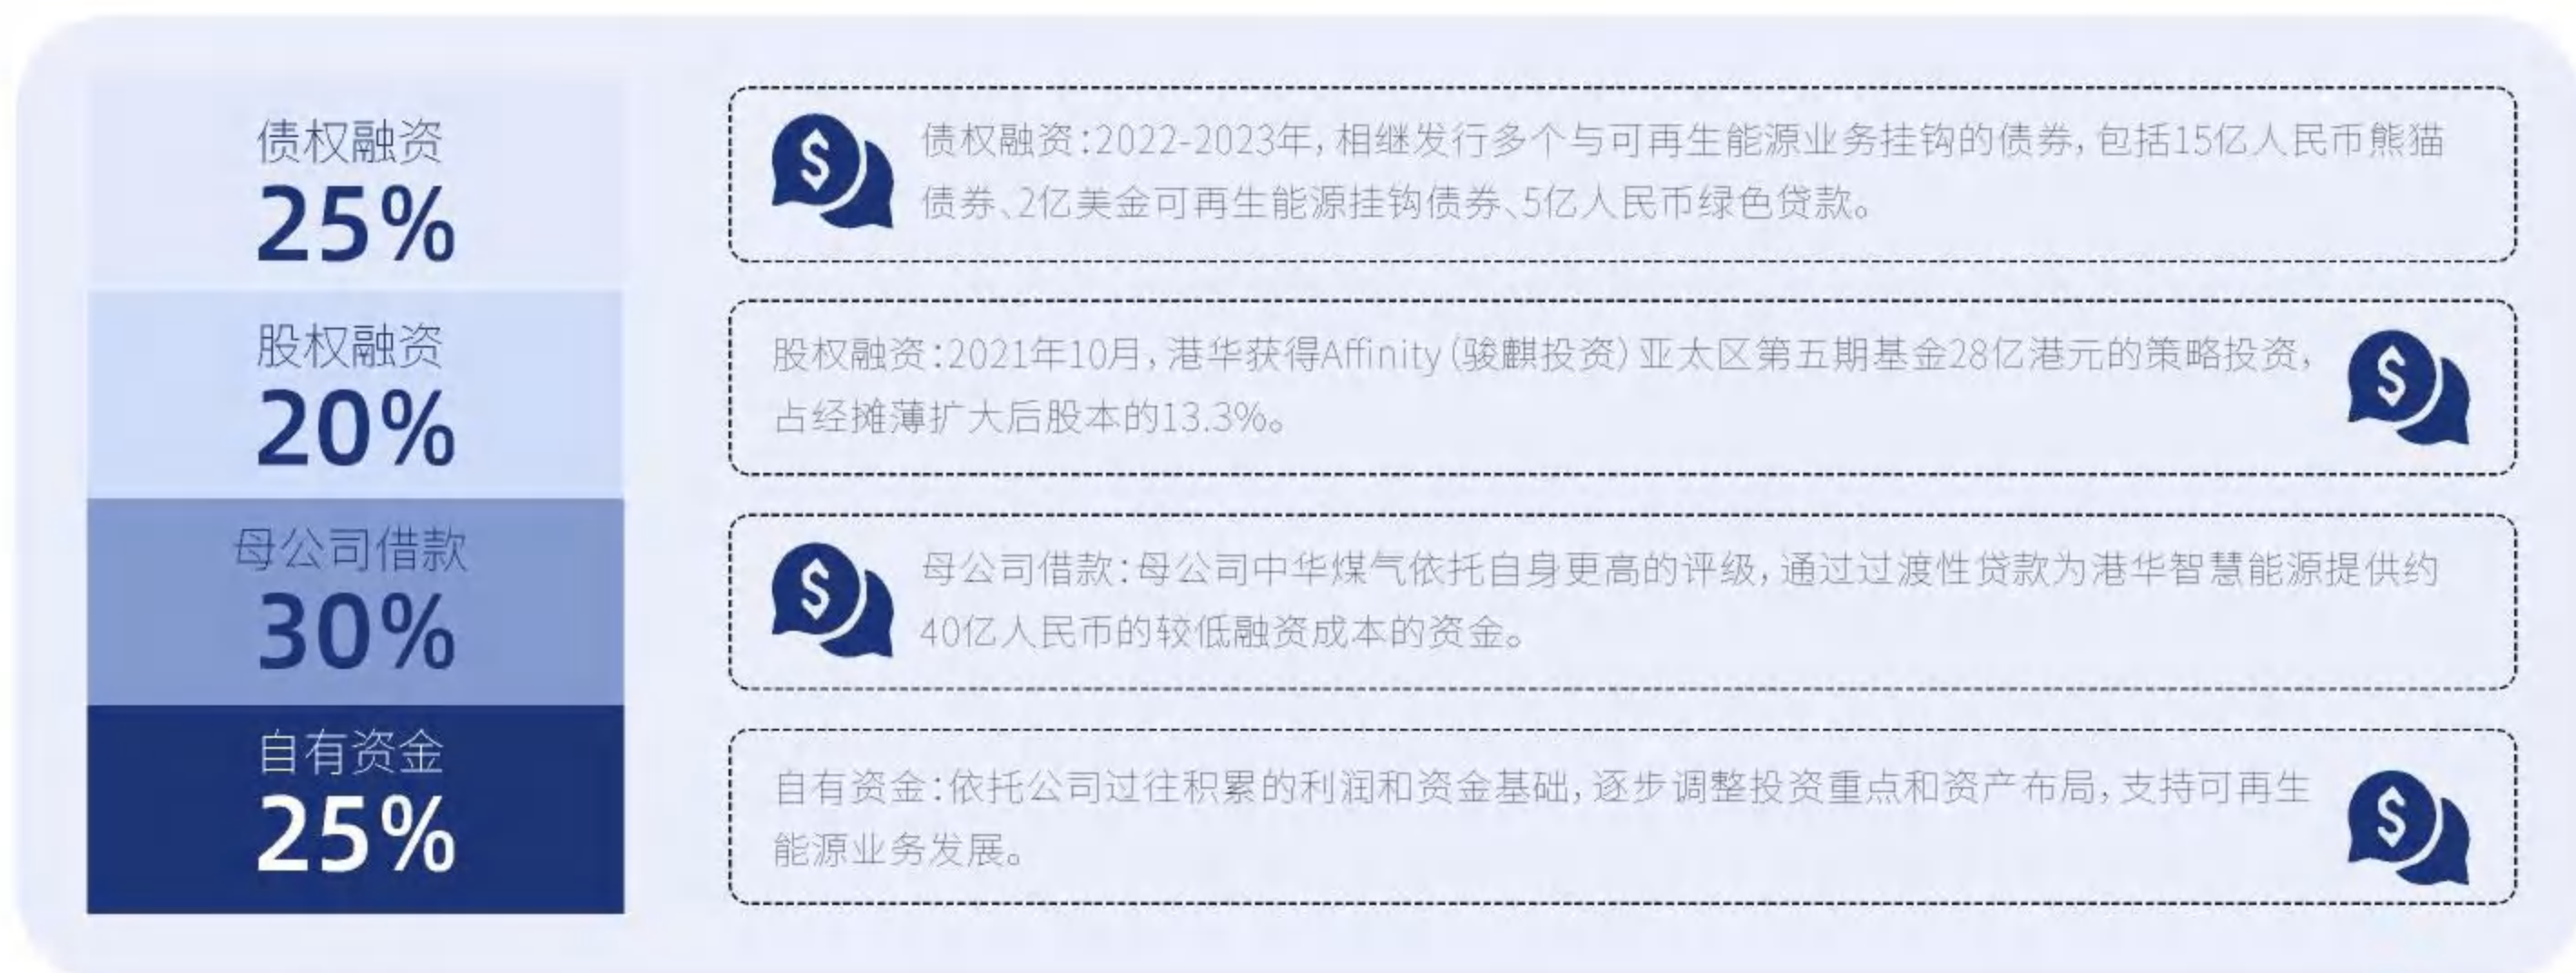 债权融资
25%
股权融资
20%
母公司借款
30%
自有资金
25%
债权融资:2022-2023年,相继发行多个与可再生能源业务挂钩的债券,包括15亿人民币熊猫
债券、2亿美金可再生能源挂钩债券、5亿人民币绿色贷款。
股权融资:2021年10月,港华获得Affinity(骏麒投资)亚太区第五期基金28亿港元的策略投资,
占经摊薄扩大后股本的13.3%。
母公司借款:母公司中华煤气依托自身更高的评级,通过过渡性贷款为港华智慧能源提供约
40亿人民币的较低融资成本的资金。
自有资金:依托公司过往积累的利润和资金基础,逐步调整投资重点和资产布局,支持可再生
能源业务发展。